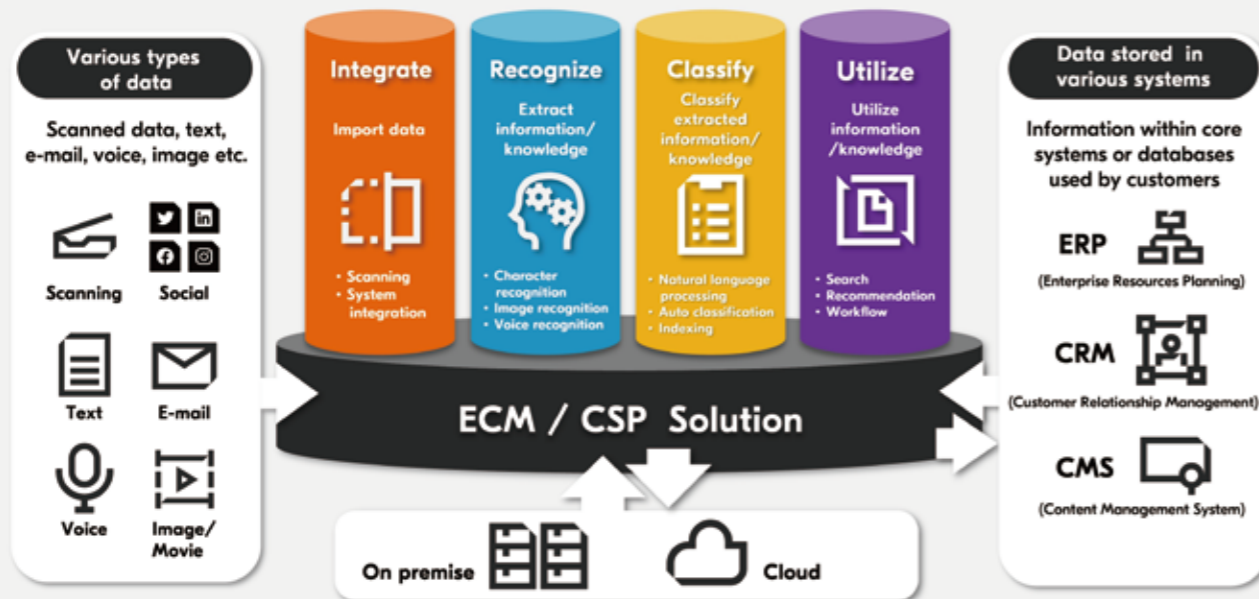 Various types
of data
Scanned data, text,
e-mail, voice, image etc.
Scanning
Social
Text
E-mail
Voice
Image/
Movie
Integrate
Import data
• Scanning
• System
integration
Recognize
Extract
information/
knowledge
• Character
recognition
• Image recognition
• Voice recognition
Classify
Classify
extracted
information/
knowledge
• Natural language
processing
• Auto classification
• Indexing
Utilize
Utilize
information
/knowledge
• Search
• Recommendation
• Workflow
ECM / CSP Solution
On premise
Cloud
Data stored in
various systems
Information within core
systems or databases
used by customers
ERP
(Enterprise Resources Planning)
CRM
(Customer Relationship Management)
CMS
(Content Management System)